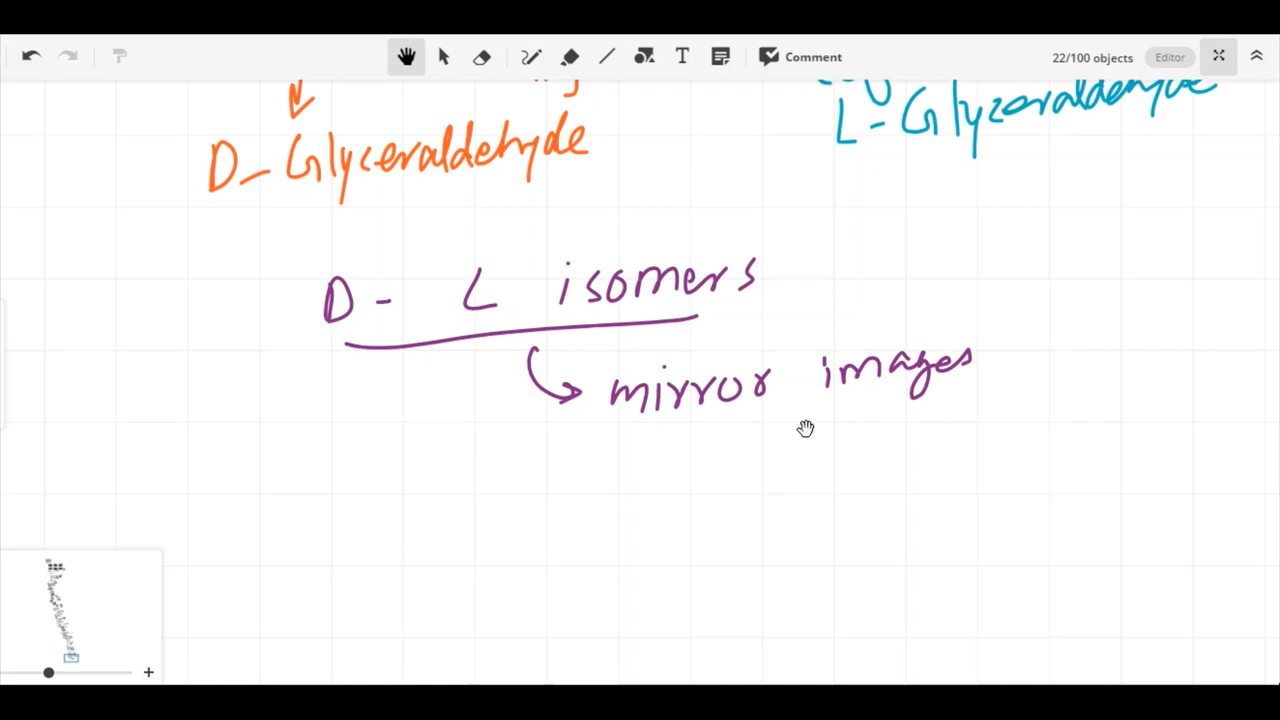 Comment
22/100 objects
Editor
D- Glyceraldehyde
L- Glyceraldehyde
D- L isomers
mirror images